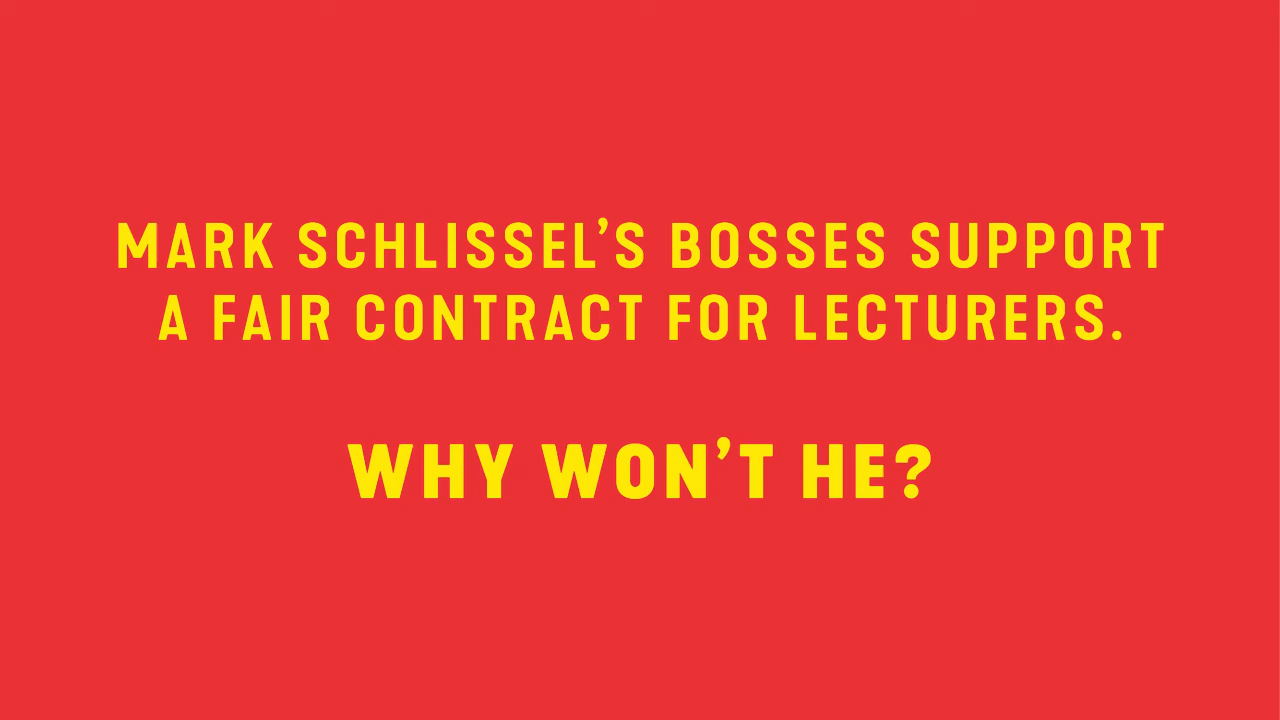 MARK SCHLISSEL’S BOSSES SUPPORT
A FAIR CONTRACT FOR LECTURERS.
WHY WON’T HE?